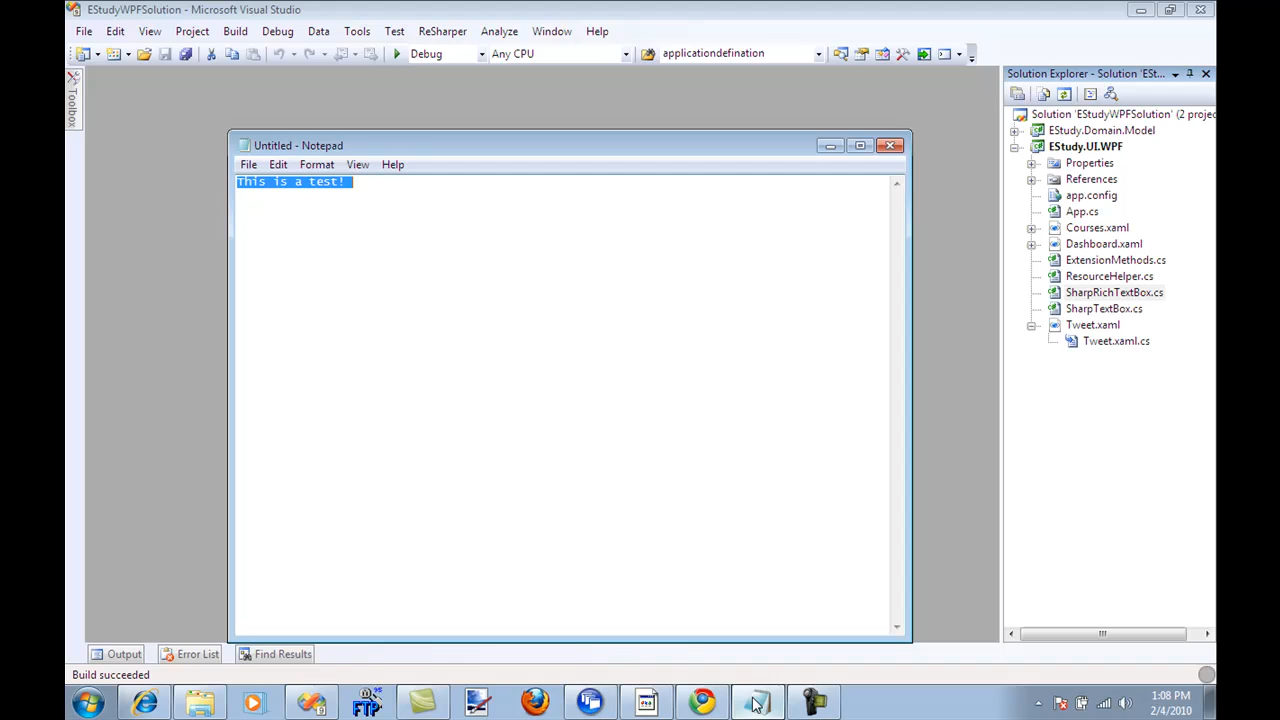 EStudyWPFSolution - Microsoft Visual Studio
File Edit View Project Build Debug Data Tools Test ReSharper Analyze Window Help
Debug Any CPU applicationdefination
Toolbox
Solution Explorer - Solution 'ESt...
Solution 'EStudyWPFSolution' (2 projec
EStudy.Domain.Model
EStudy.UI.WPF
Properties
References
app.config
App.cs
Courses.xaml
Dashboard.xaml
ExtensionMethods.cs
ResourceHelper.cs
SharpRichTextBox.cs
SharpTextBox.cs
Tweet.xaml
Tweet.xaml.cs
Untitled - Notepad
File Edit Format View Help
This is a test!
Output Error List Find Results
Build succeeded
FTP
1:08 PM
2/4/2010